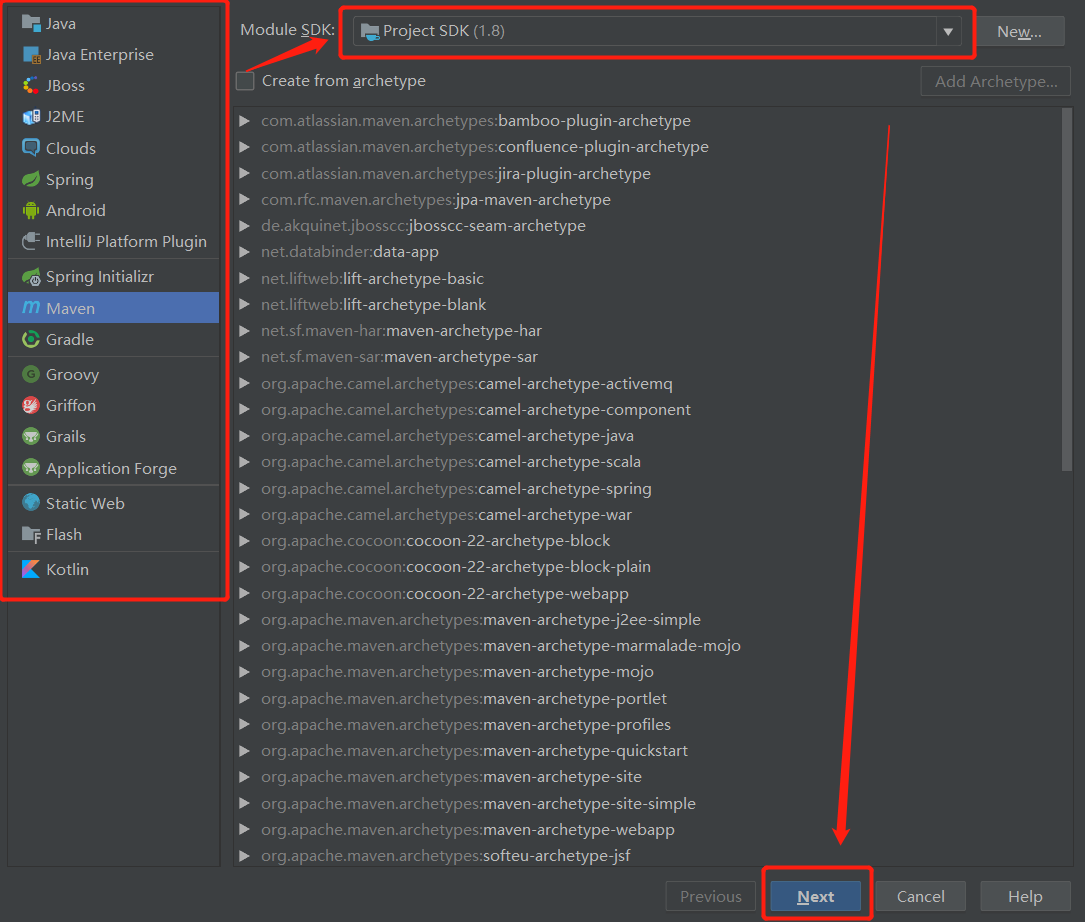 Java
Java Enterprise
JBoss
J2ME
Clouds
Spring
Android
IntelliJ Platform Plugin
Spring Initializr
Maven
Gradle
Groovy
Griffon
Grails
Application Forge
Static Web
Flash
Kotlin
Module SDK: Project SDK (1.8) New...
Create from archetype Add Archetype...
com.atlassian.maven.archetypes:bamboo-plugin-archetype
com.atlassian.maven.archetypes:confluence-plugin-archetype
com.atlassian.maven.archetypes:jira-plugin-archetype
com.rfc.maven.archetypes:jpa-maven-archetype
de.akquinet.jbosscc:jbosscc-seam-archetype
net.databinder:data-app
net.liftweb:lift-archetype-basic
net.liftweb:lift-archetype-blank
net.sf.maven-har:maven-archetype-har
net.sf.maven-sar:maven-archetype-sar
org.apache.camel.archetypes:camel-archetype-activemq
org.apache.camel.archetypes:camel-archetype-component
org.apache.camel.archetypes:camel-archetype-java
org.apache.camel.archetypes:camel-archetype-scala
org.apache.camel.archetypes:camel-archetype-spring
org.apache.camel.archetypes:camel-archetype-war
org.apache.cocoon:cocoon-22-archetype-block
org.apache.cocoon:cocoon-22-archetype-block-plain
org.apache.cocoon:cocoon-22-archetype-webapp
org.apache.maven.archetypes:maven-archetype-j2ee-simple
org.apache.maven.archetypes:maven-archetype-marmalade-mojo
org.apache.maven.archetypes:maven-archetype-mojo
org.apache.maven.archetypes:maven-archetype-portlet
org.apache.maven.archetypes:maven-archetype-profiles
org.apache.maven.archetypes:maven-archetype-quickstart
org.apache.maven.archetypes:maven-archetype-site
org.apache.maven.archetypes:maven-archetype-site-simple
org.apache.maven.archetypes:maven-archetype-webapp
org.apache.maven.archetypes:softeu-archetype-jsf
Previous Next Cancel Help